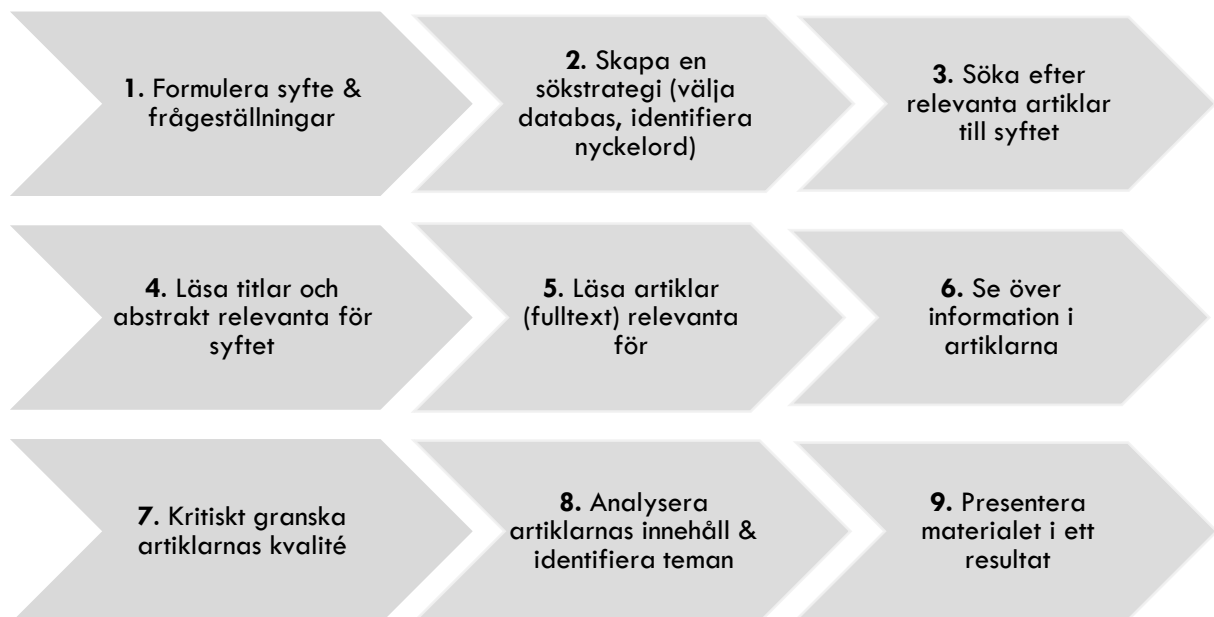 1. Formulera syfte &
frågeställningar
2. Skapa en
sökstrategi (välja
databas, identifiera
nyckelord)
3. Söka efter
relevanta artiklar
till syftet
4. Läsa titlar och
abstrakt relevanta för
syftet
5. Läsa artiklar
(fulltext) relevanta
för
6. Se över
information i
artiklarna
7. Kritiskt granska
artiklarnas kvalité
8. Analysera
artiklarnas innehåll &
identifiera teman
9. Presentera
materialet i ett
resultat